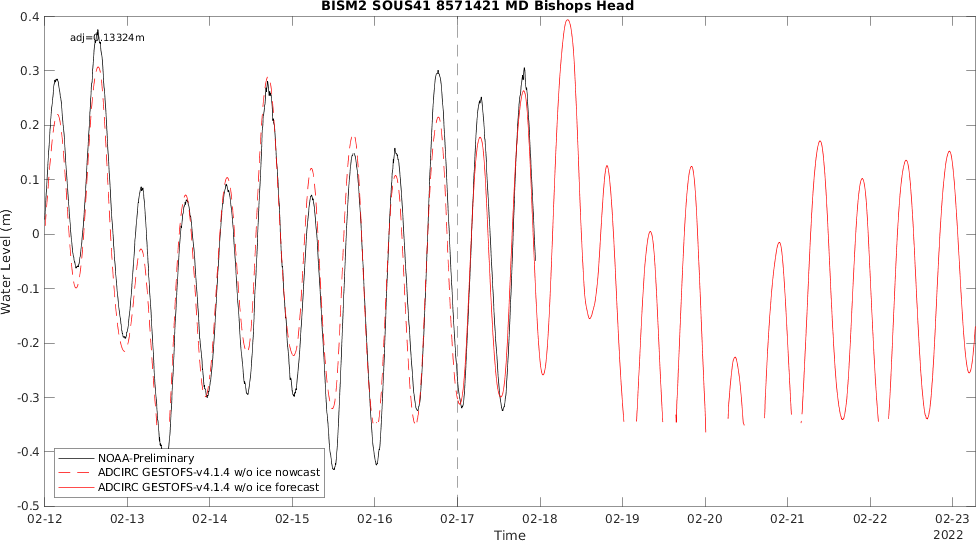 BISM2 SOUS41 8571421 MD Bishops Head
adj=0.13324m
0.4
0.3
0.2
0.1
0
-0.1
-0.2
-0.3
-0.4
-0.5
Water Level (m)
NOAA-Preliminary
ADCIRC GESTOFS-v4.1.4 w/o ice nowcast
ADCIRC GESTOFS-v4.1.4 w/o ice forecast
02-12 02-13 02-14 02-15 02-16 02-17 02-18 02-19 02-20 02-21 02-22 02-23
Time
2022